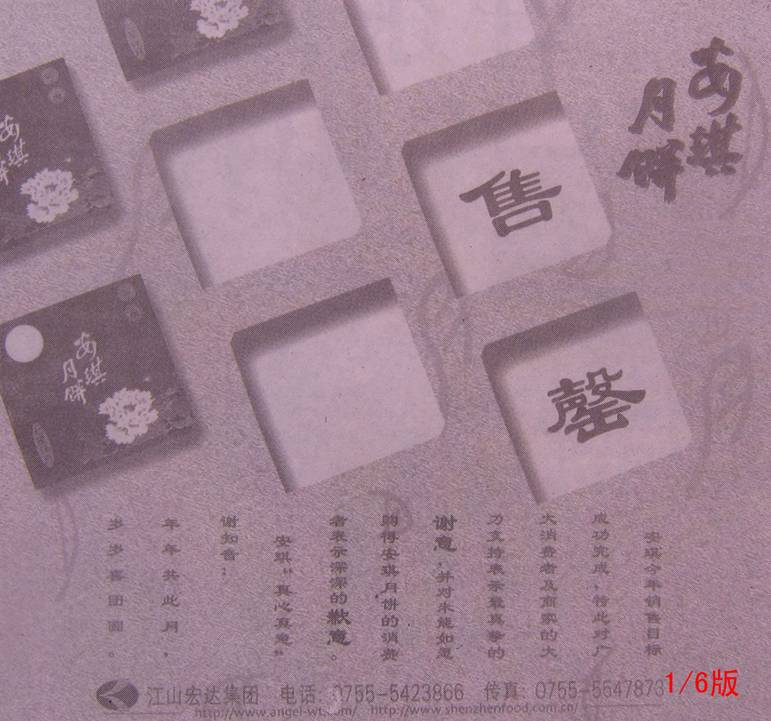 安琪
月饼
安琪
月饼
安琪
月饼
售
罄
安琪今年销售目标
成功完成,特此对广
大消费者及商家的大
力支持表示最真挚的
谢意,并对未能如愿
购得安琪月饼的消费
者表示深深的歉意。
安琪“真心真意”
谢知音:
年年共此月,
岁岁喜团圆。
江山宏达集团 电话:0755-5423866 传真:0755-5547873
http://www.angel-wt.com/ http://www.shenzhenfood.com.cn/
1/6版